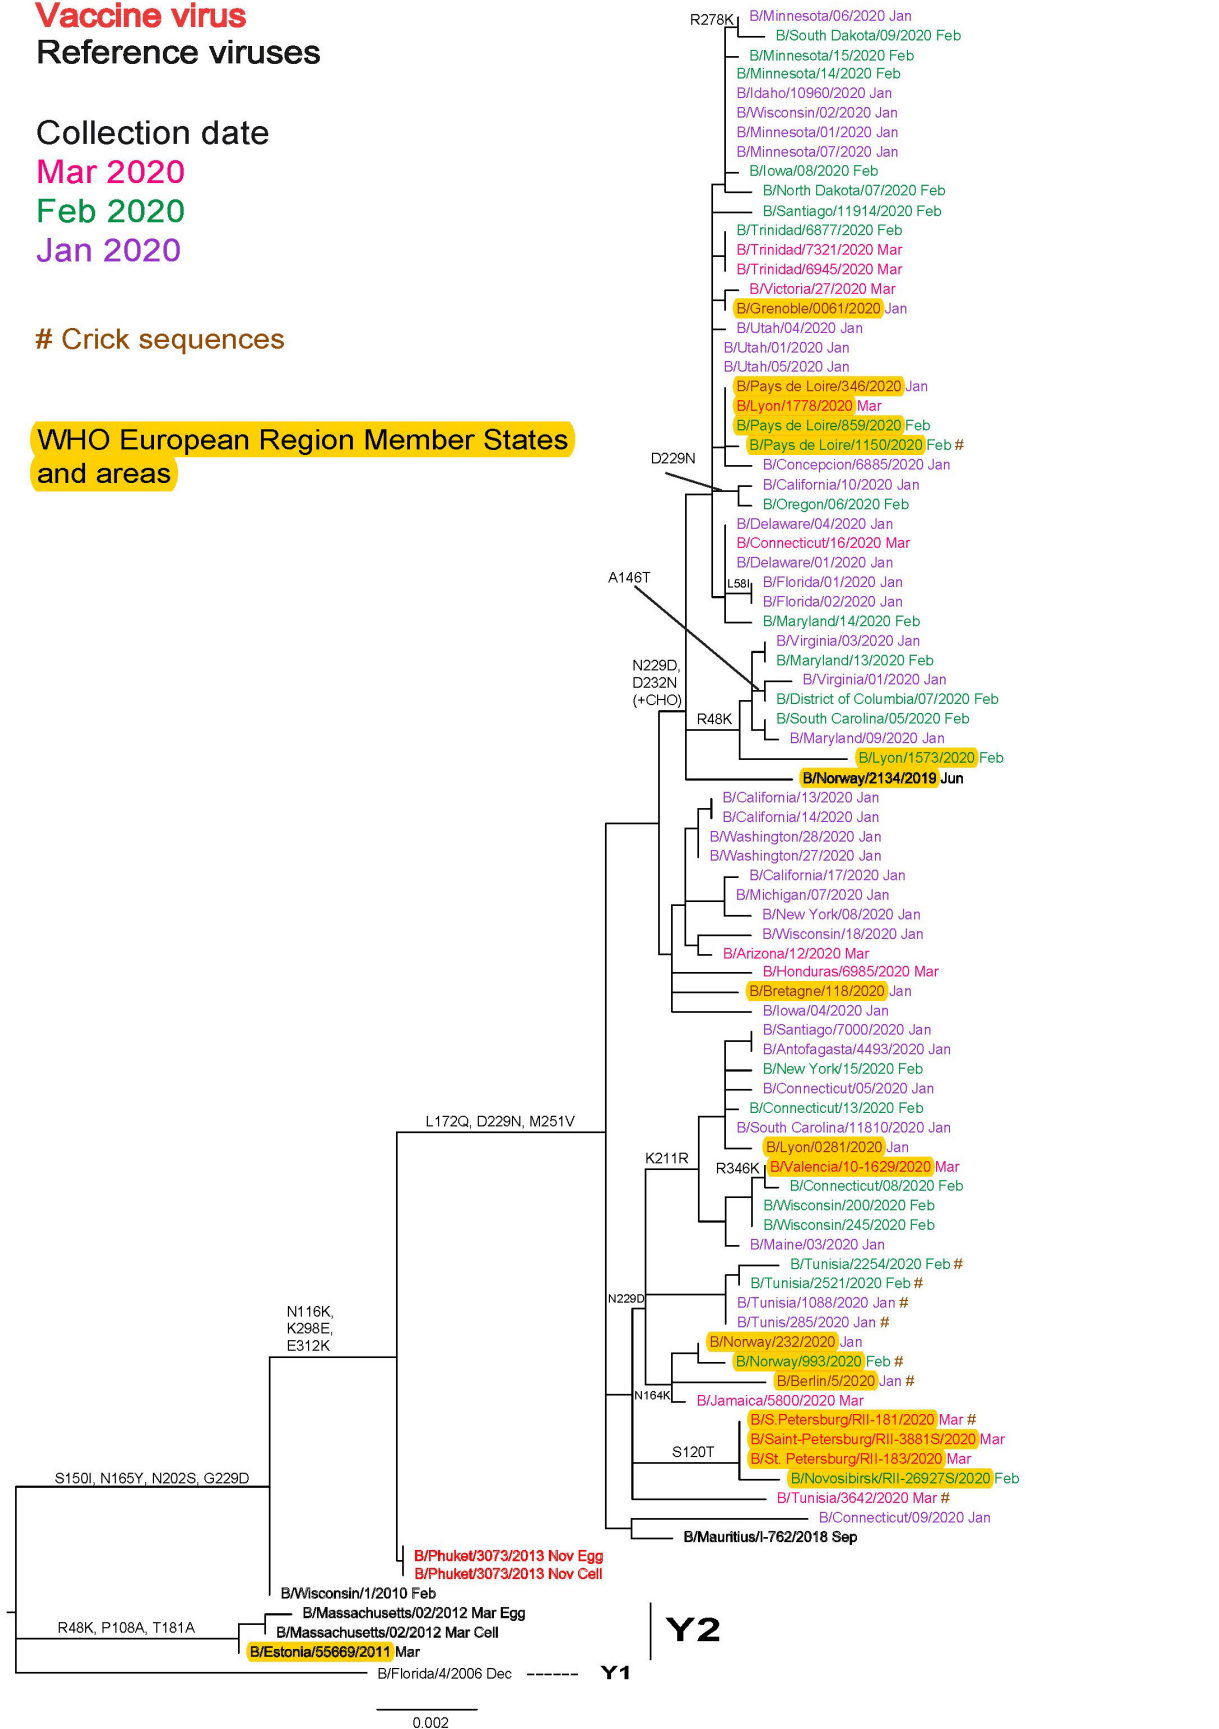 Vaccine virus
Reference viruses
Collection date
Mar 2020
Feb 2020
Jan 2020
# Crick sequences
WHO European Region Member States
and areas
R278K
B/Minnesota/06/2020 Jan
B/South Dakota/09/2020 Feb
B/Minnesota/15/2020 Feb
B/Minnesota/14/2020 Feb
B/Idaho/10960/2020 Jan
B/Wisconsin/02/2020 Jan
B/Minnesota/01/2020 Jan
B/Minnesota/07/2020 Jan
B/Iowa/08/2020 Feb
B/North Dakota/07/2020 Feb
B/Santiago/11914/2020 Feb
B/Trinidad/6877/2020 Feb
B/Trinidad/7321/2020 Mar
B/Trinidad/6945/2020 Mar
B/Victoria/27/2020 Mar
B/Grenoble/0061/2020 Jan
B/Utah/04/2020 Jan
B/Utah/01/2020 Jan
B/Utah/05/2020 Jan
B/Pays de Loire/346/2020 Jan
B/Lyon/1778/2020 Mar
B/Pays de Loire/859/2020 Feb
B/Pays de Loire/1150/2020 Feb #
B/Concepcion/6885/2020 Jan
D229N
B/California/10/2020 Jan
B/Oregon/06/2020 Feb
B/Delaware/04/2020 Jan
B/Connecticut/16/2020 Mar
B/Delaware/01/2020 Jan
L58I
B/Florida/01/2020 Jan
B/Florida/02/2020 Jan
B/Maryland/14/2020 Feb
A146T
B/Virginia/03/2020 Jan
B/Maryland/13/2020 Feb
B/Virginia/01/2020 Jan
B/District of Columbia/07/2020 Feb
B/South Carolina/05/2020 Feb
B/Maryland/09/2020 Jan
N229D,
D232N
(+CHO)
R48K
B/Lyon/1573/2020 Feb
B/Norway/2134/2019 Jun
B/California/13/2020 Jan
B/California/14/2020 Jan
B/Washington/28/2020 Jan
B/Washington/27/2020 Jan
B/California/17/2020 Jan
B/Michigan/07/2020 Jan
B/New York/08/2020 Jan
B/Wisconsin/18/2020 Jan
B/Arizona/12/2020 Mar
B/Honduras/6985/2020 Mar
B/Bretagne/118/2020 Jan
B/Iowa/04/2020 Jan
B/Santiago/7000/2020 Jan
B/Antofagasta/4493/2020 Jan
B/New York/15/2020 Feb
B/Connecticut/05/2020 Jan
B/Connecticut/13/2020 Feb
L172Q, D229N, M251V
B/South Carolina/11810/2020 Jan
B/Lyon/0281/2020 Jan
K211R
R346K
B/Valencia/10-1629/2020 Mar
B/Connecticut/08/2020 Feb
B/Wisconsin/200/2020 Feb
B/Wisconsin/245/2020 Feb
B/Maine/03/2020 Jan
B/Tunisia/2254/2020 Feb #
B/Tunisia/2521/2020 Feb #
N229D
B/Tunisia/1088/2020 Jan #
B/Tunis/285/2020 Jan #
N116K,
K298E,
E312K
B/Norway/232/2020 Jan
B/Norway/993/2020 Feb #
B/Berlin/5/2020 Jan #
N164K
B/Jamaica/5800/2020 Mar
B/S.Petersburg/RII-181/2020 Mar #
B/Saint-Petersburg/RII-3881S/2020 Mar
S120T
B/St. Petersburg/RII-183/2020 Mar
B/Novosibirsk/RII-26927S/2020 Feb
S150I, N165Y, N202S, G229D
B/Tunisia/3642/2020 Mar #
B/Connecticut/09/2020 Jan
B/Mauritius/I-762/2018 Sep
B/Phuket/3073/2013 Nov Egg
B/Phuket/3073/2013 Nov Cell
B/Wisconsin/1/2010 Feb
B/Massachusetts/02/2012 Mar Egg
R48K, P108A, T181A
B/Massachusetts/02/2012 Mar Cell
Y2
B/Estonia/55669/2011 Mar
B/Florida/4/2006 Dec ------ Y1
0.002